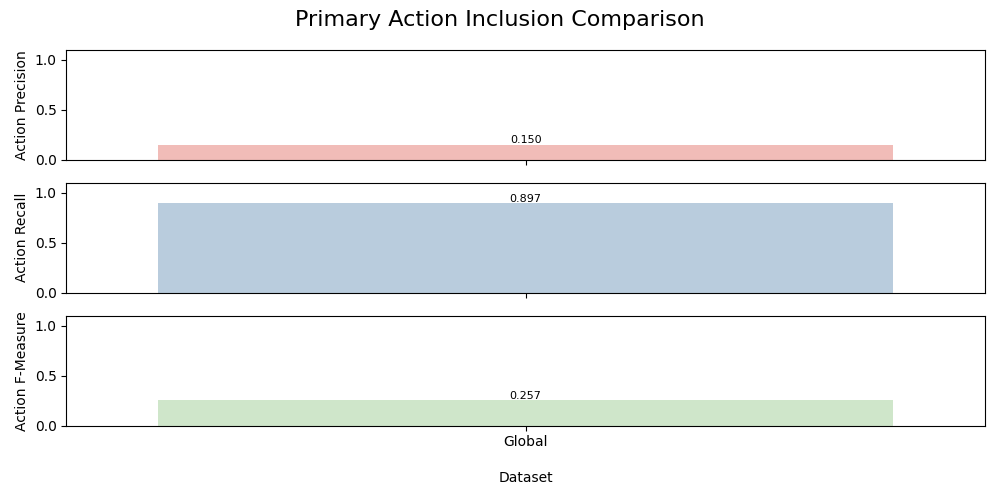 Primary Action Inclusion Comparison
Action Precision
1.0
0.5
0.0
0.150
Action Recall
1.0
0.5
0.0
0.897
Action F-Measure
1.0
0.5
0.0
0.257
Global
Dataset